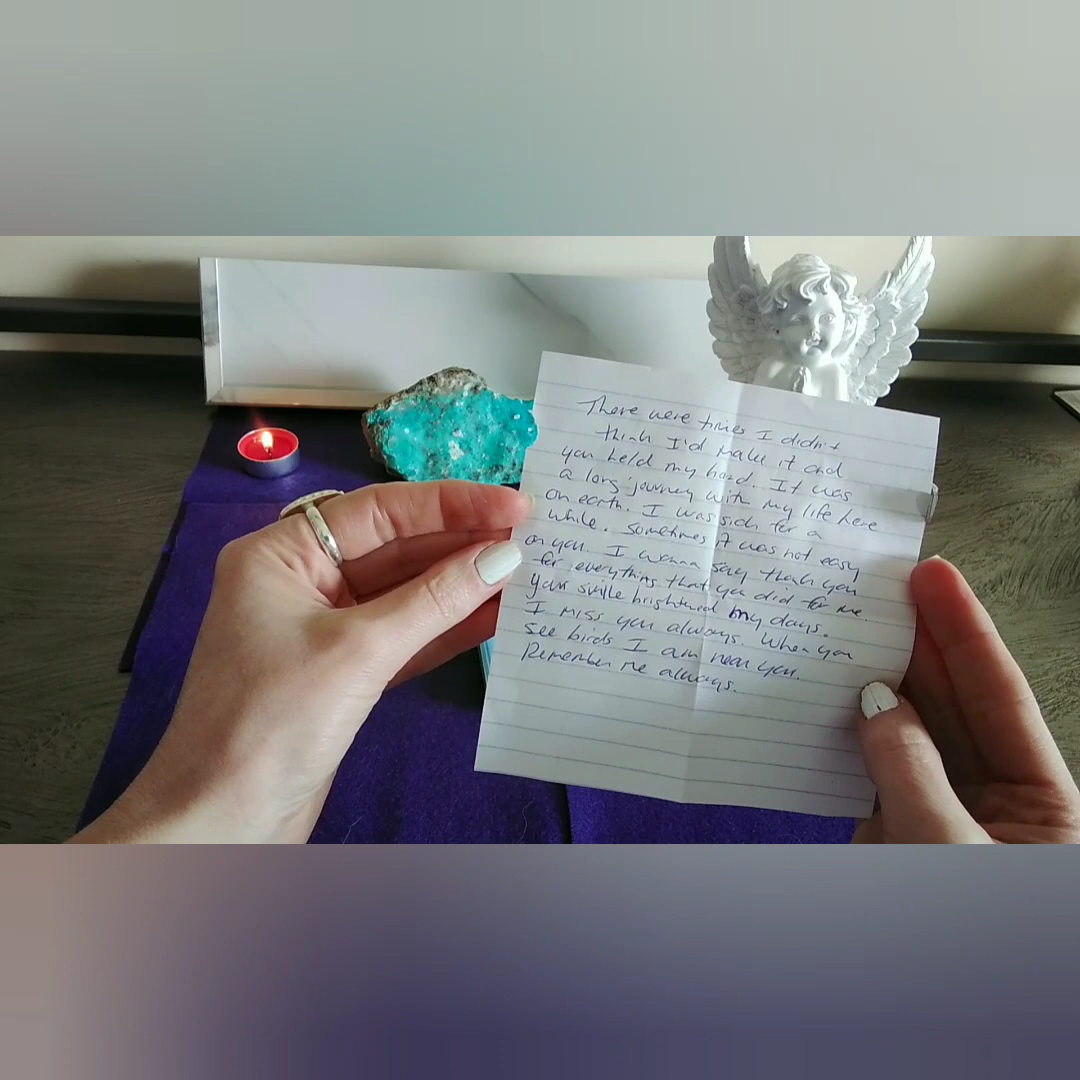 There were times I didn't
think I'd make it and
you held my hand. It was
a long journey with my life here
on earth. I was sick for a
while. Sometimes it was not easy
on you. I wanna say thank you
for everything that you did for me.
Your smile brightened my days.
I miss you always. When you
see birds I am near you.
Remember me always.